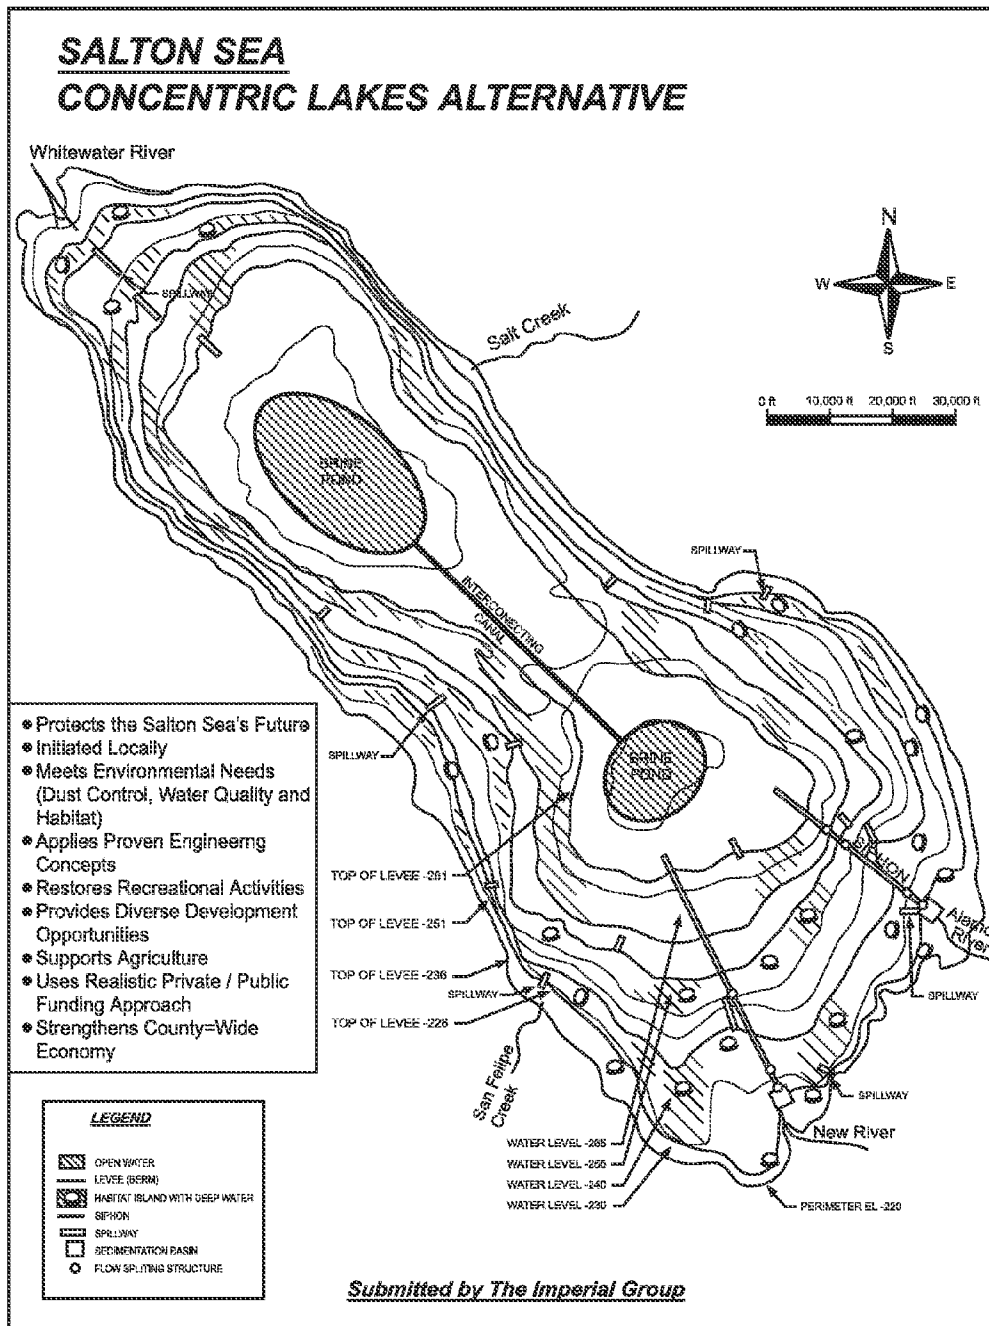 SALTON SEA
CONCENTRIC LAKES ALTERNATIVE
Whitewater River
N
W
E
S
SPILLWAY
Salt Creek
0 ft
10,000 ft
20,000 ft
30,000 ft
BRINE
POND
SPILLWAY
INTERCONECTING
CANAL
● Protects the Salton Sea's Future
● Initiated Locally
● Meets Environmental Needs
(Dust Control, Water Quality and
Habitat)
● Applies Proven Engineerng
Concepts
● Restores Recreational Activities
● Provides Diverse Development
Opportunities
● Supports Agriculture
● Uses Realistic Private / Public
Funding Approach
● Strengthens County=Wide
Economy
SPILLWAY
BRINE
POND
SIPHON
TOP OF LEVEE -261
TOP OF LEVEE -251
TOP OF LEVEE -236
SPILLWAY
TOP OF LEVEE -226
Alamo
River
SPILLWAY
San Felipe
Creek
SPILLWAY
New River
WATER LEVEL -265
WATER LEVEL -255
WATER LEVEL -240
WATER LEVEL -230
PERIMETER EL -220
LEGEND
OPEN WATER
LEVEE (BERM)
HABITAT ISLAND WITH DEEP WATER
SIPHON
SPILLWAY
SEDIMENTATION BASIN
FLOW SPLITING STRUCTURE
Submitted by The Imperial Group